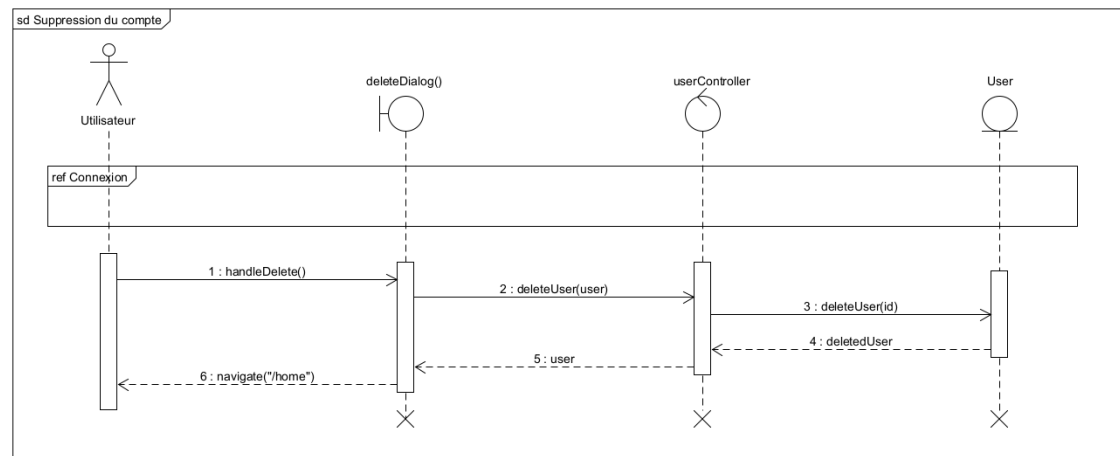 sd Suppression du compte
deleteDialog()
userController
User
Utilisateur
ref Connexion
1 : handleDelete()
2 : deleteUser(user)
3 : deleteUser(id)
4 : deletedUser
5 : user
6 : navigate("/home")